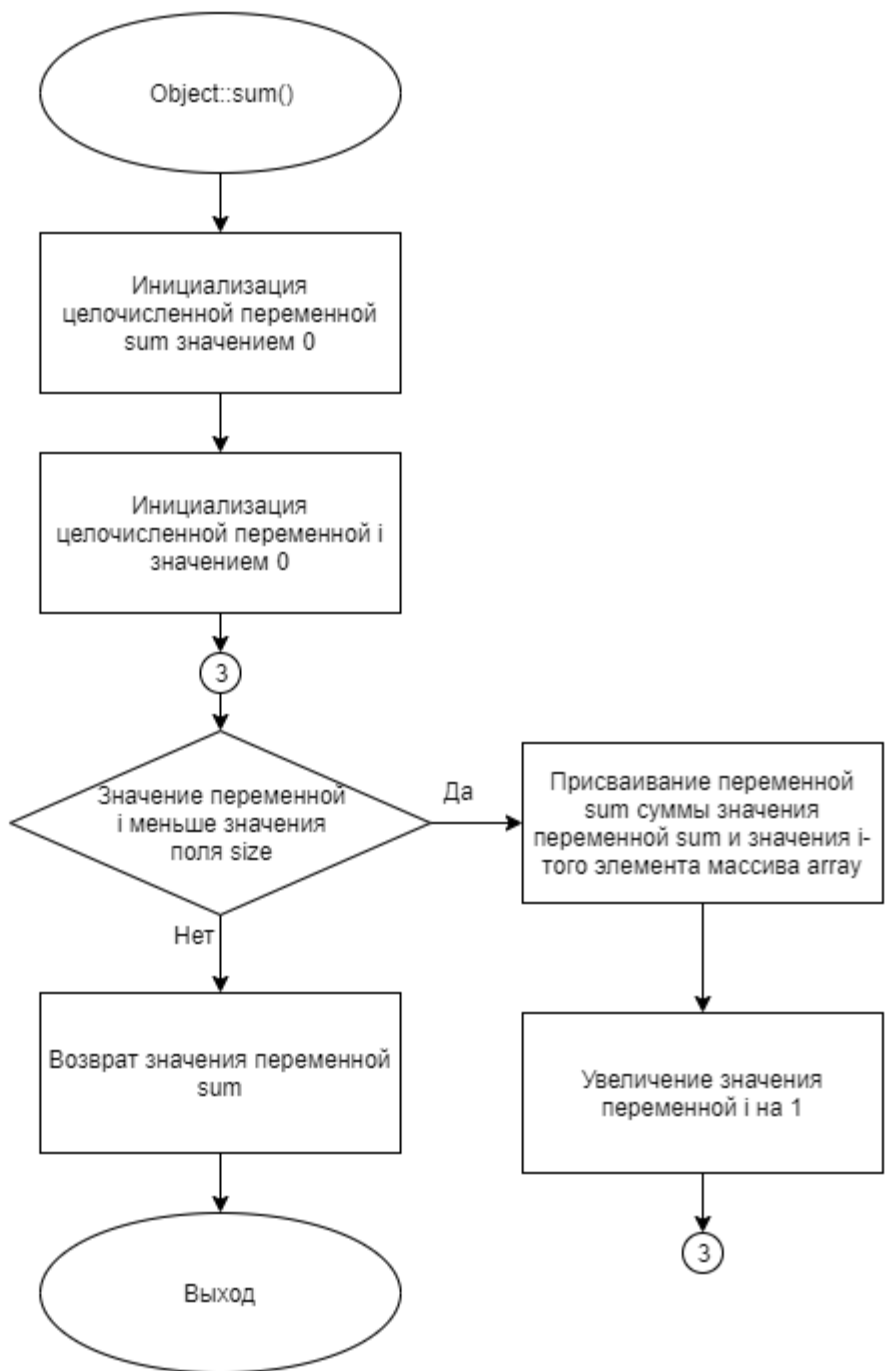 Object::sum()
Инициализация
целочисленной переменной
sum значением 0
Инициализация
целочисленной переменной i
значением 0
3
Значение переменной
i меньше значения
поля size
Да
Присваивание переменной
sum суммы значения
переменной sum и значения i-
того элемента массива array
Нет
Возврат значения переменной
sum
Увеличение значения
переменной i на 1
3
Выход